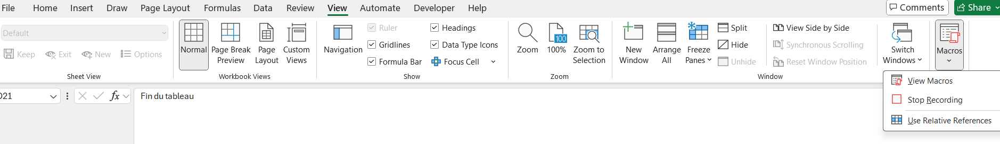 File Home Insert Draw Page Layout Formulas Data Review View Automate Developer Help Comments Share
Default
Keep Exit New Options
Sheet View
Normal
Page Break Preview
Page Layout
Custom Views
Workbook Views
Navigation
Ruler
Gridlines
Formula Bar
Headings
Data Type Icons
Focus Cell
Show
Zoom
100
100%
Zoom to Selection
Zoom
New Window
Arrange All
Freeze Panes
Split
Hide
Unhide
View Side by Side
Synchronous Scrolling
Reset Window Position
Switch Windows
Window
Macros
View Macros
Stop Recording
Use Relative References
fx
Fin du tableau